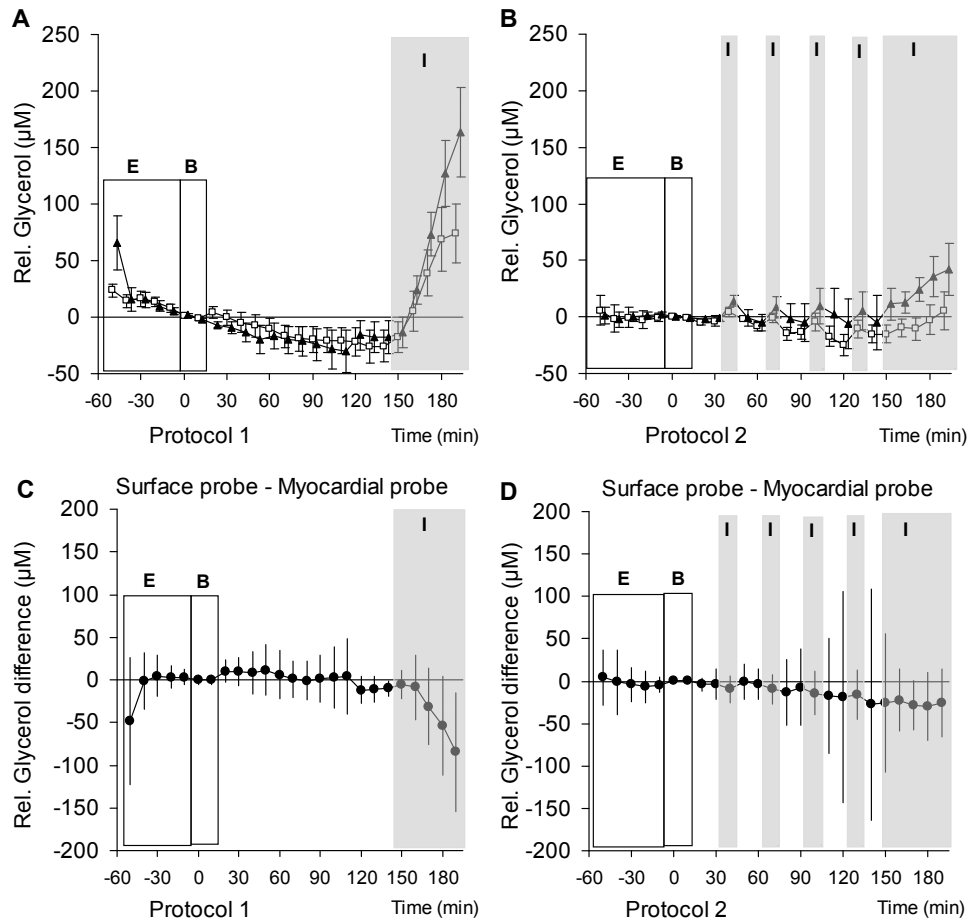 A
B
250
200
150
100
50
0
-50
Rel. Glycerol (µM)
E B
I
-60 -30 0 30 60 90 120 150 180
Protocol 1 Time (min)
250
200
150
100
50
0
-50
Rel. Glycerol (µM)
E B
I I I I I
-60 -30 0 30 60 90 120 150 180
Protocol 2 Time (min)
C Surface probe - Myocardial probe
200
150
100
50
0
-50
-100
-150
-200
Rel. Glycerol difference (µM)
E B
I
-60 -30 0 30 60 90 120 150 180
Protocol 1 Time (min)
D Surface probe - Myocardial probe
200
150
100
50
0
-50
-100
-150
-200
Rel. Glycerol difference (µM)
E B
I I I I I
-60 -30 0 30 60 90 120 150 180
Protocol 2 Time (min)